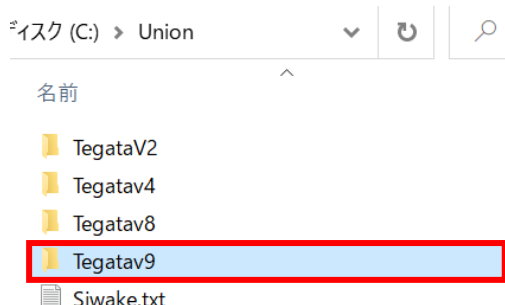 ディスク (C:) > Union
名前
TegataV2
Tegatav4
Tegatav8
Tegatav9
Siwake.txt